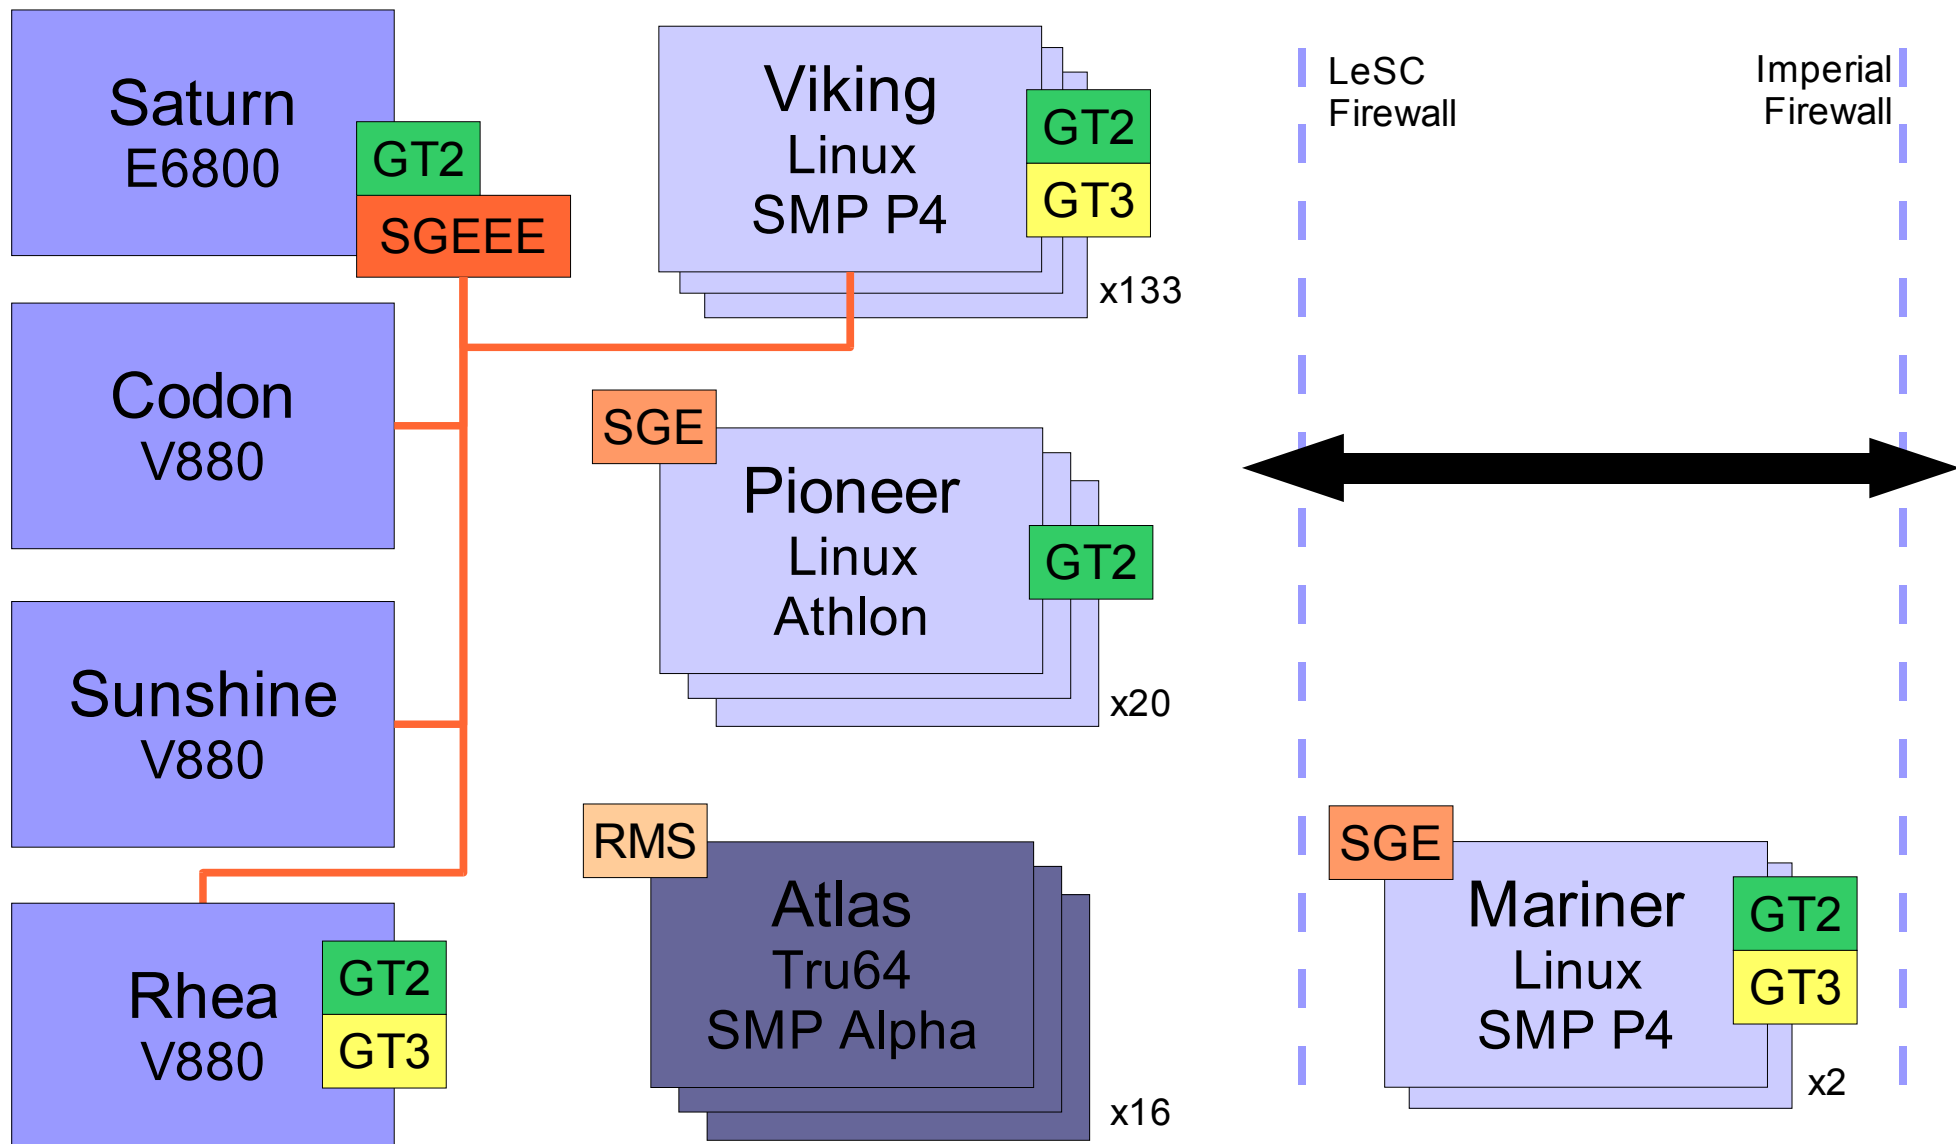 Saturn
E6800
GT2
SGEEE
Viking
Linux
SMP P4
GT2
GT3
x133
LeSC
Firewall
Imperial
Firewall
Codon
V880
SGE
Pioneer
Linux
Athlon
GT2
x20
Sunshine
V880
RMS
Atlas
Tru64
SMP Alpha
x16
SGE
Mariner
Linux
SMP P4
GT2
GT3
x2
Rhea
V880
GT2
GT3